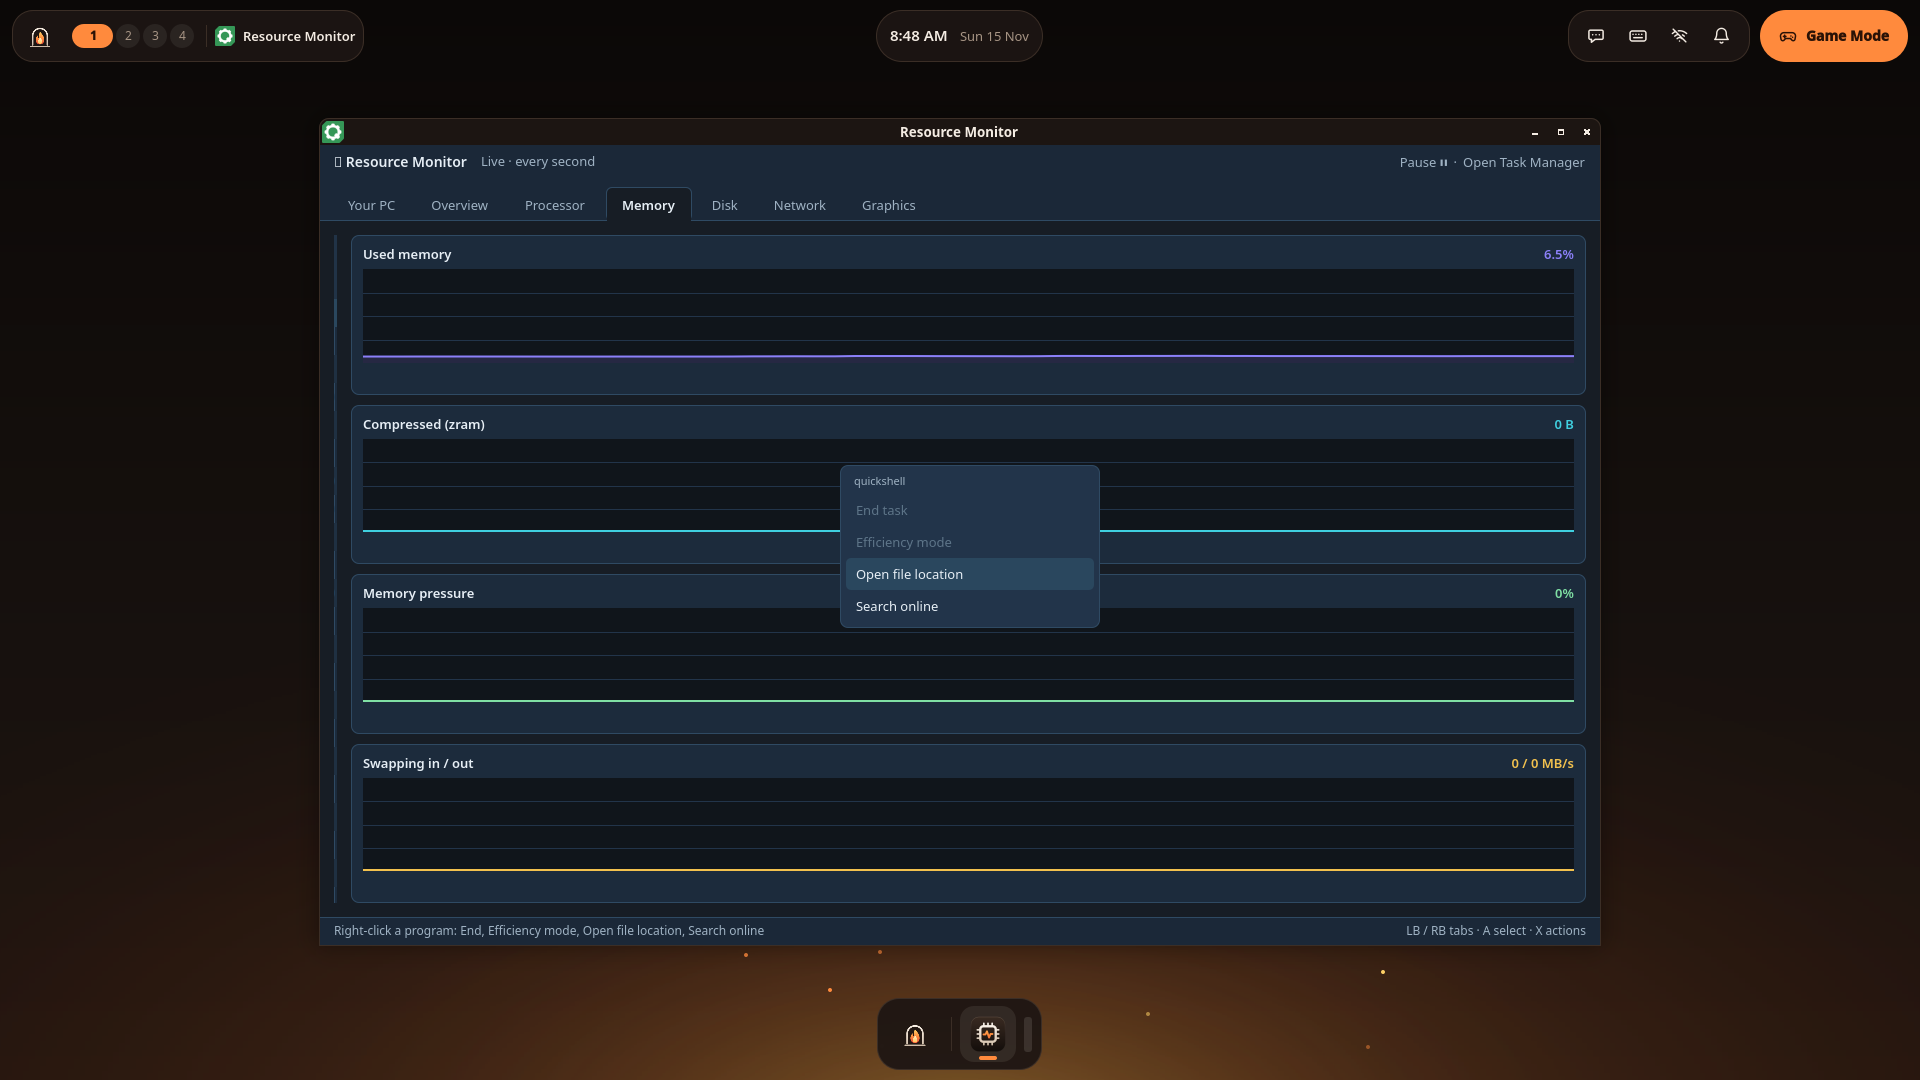 1 2 3 4 Resource Monitor
8:48 AM Sun 15 Nov
Game Mode
Resource Monitor
Resource Monitor Live · every second
Pause · Open Task Manager
Your PC Overview Processor Memory Disk Network Graphics
Used memory 6.5%
Compressed (zram) 0 B
quickshell
End task
Efficiency mode
Open file location
Search online
Memory pressure 0%
Swapping in / out 0 / 0 MB/s
Right-click a program: End, Efficiency mode, Open file location, Search online
LB / RB tabs · A select · X actions